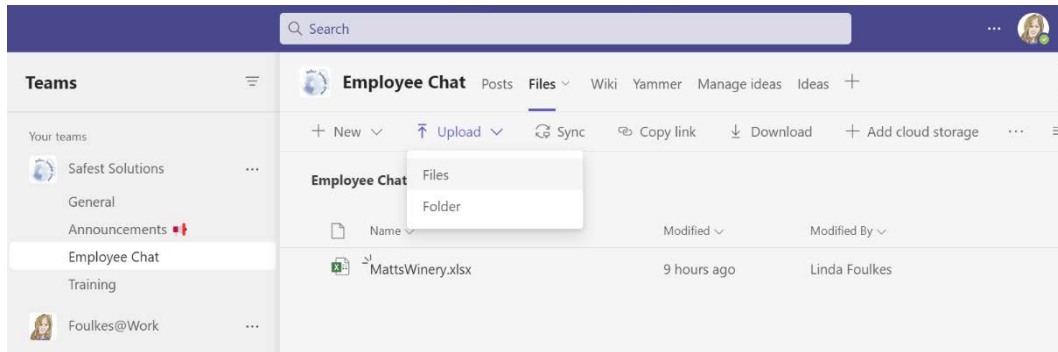 Search
Teams
Employee Chat Posts Files Wiki Yammer Manage ideas Ideas
Your teams
New Upload Sync Copy link Download Add cloud storage
Safest Solutions
Files
Employee Chat
General
Folder
Announcements
Name Modified Modified By
Employee Chat
MattsWinery.xlsx 9 hours ago Linda Foulkes
Training
Foulkes@Work